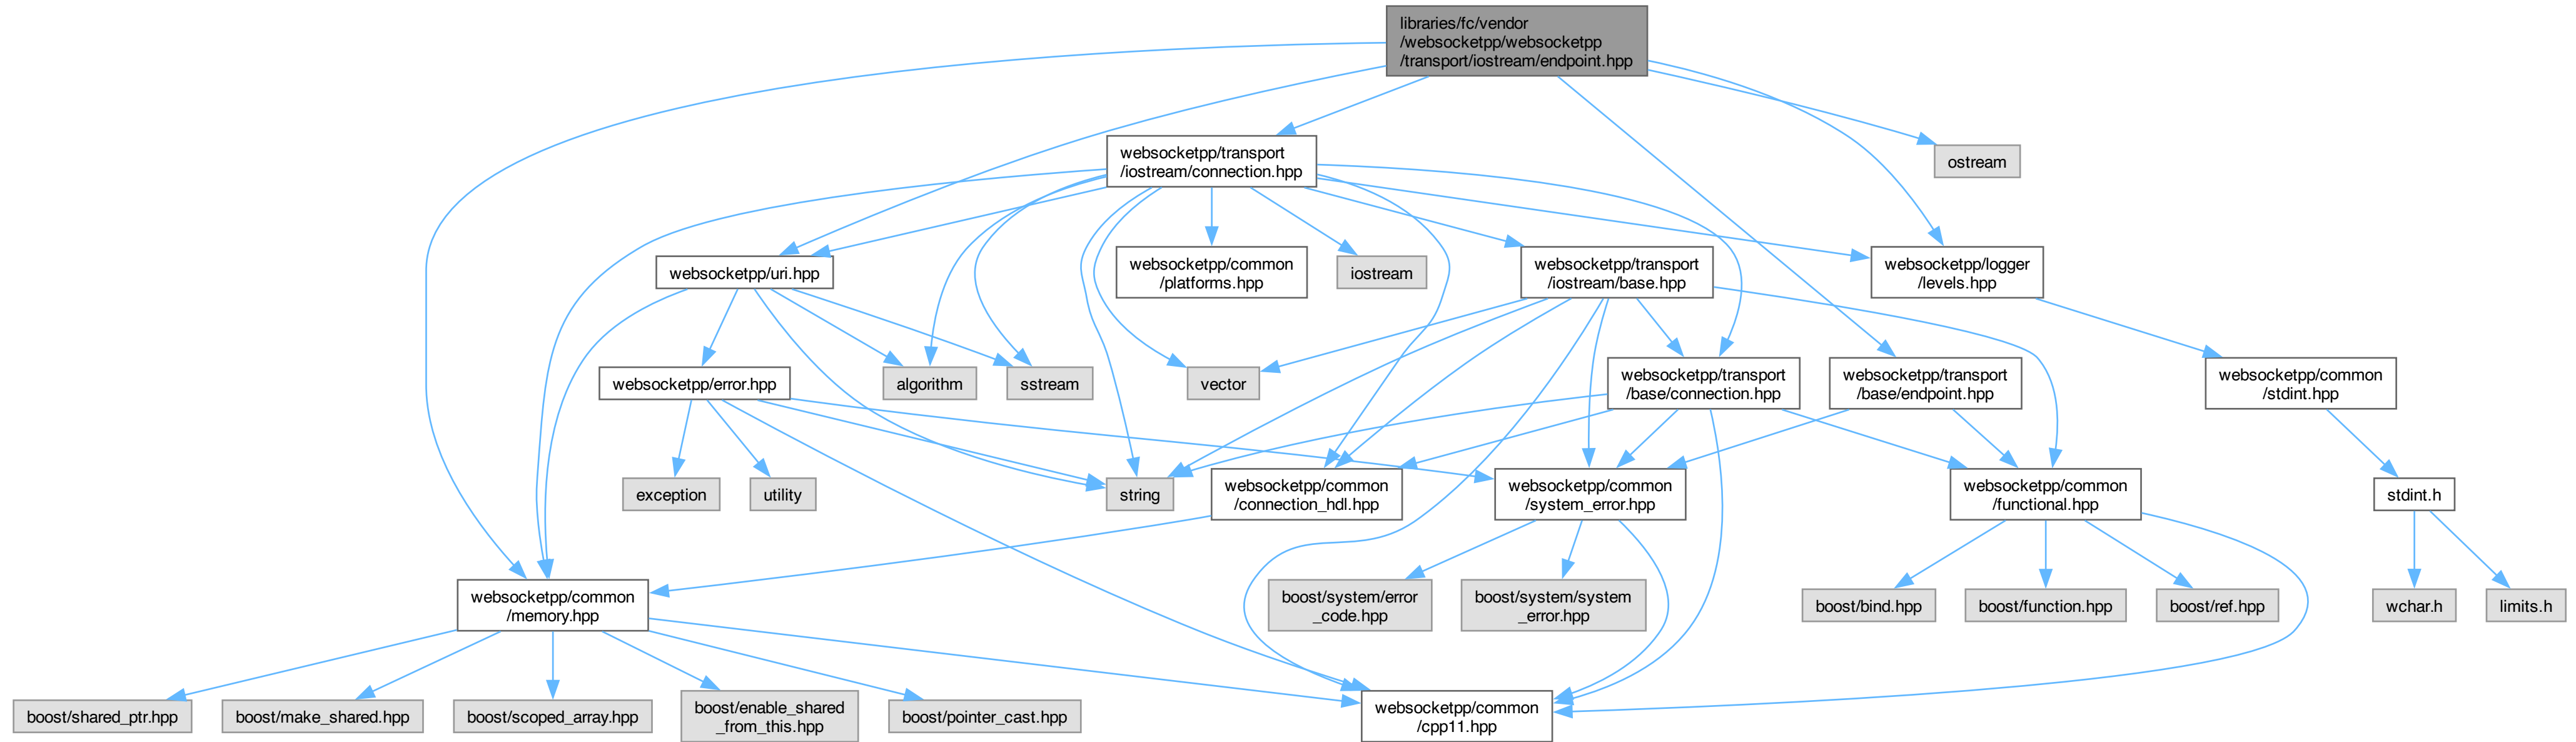 libraries/fc/vendor
/websocketpp/websocketpp
/transport/iostream/endpoint.hpp
websocketpp/transport
/iostream/connection.hpp
ostream
websocketpp/uri.hpp
websocketpp/common
/platforms.hpp
iostream
websocketpp/transport
/iostream/base.hpp
websocketpp/logger
/levels.hpp
websocketpp/error.hpp
algorithm
sstream
vector
websocketpp/transport
/base/connection.hpp
websocketpp/transport
/base/endpoint.hpp
websocketpp/common
/stdint.hpp
exception
utility
string
websocketpp/common
/connection_hdl.hpp
websocketpp/common
/system_error.hpp
websocketpp/common
/functional.hpp
stdint.h
websocketpp/common
/memory.hpp
boost/system/error
_code.hpp
boost/system/system
_error.hpp
boost/bind.hpp
boost/function.hpp
boost/ref.hpp
wchar.h
limits.h
boost/shared_ptr.hpp
boost/make_shared.hpp
boost/scoped_array.hpp
boost/enable_shared
_from_this.hpp
boost/pointer_cast.hpp
websocketpp/common
/cpp11.hpp